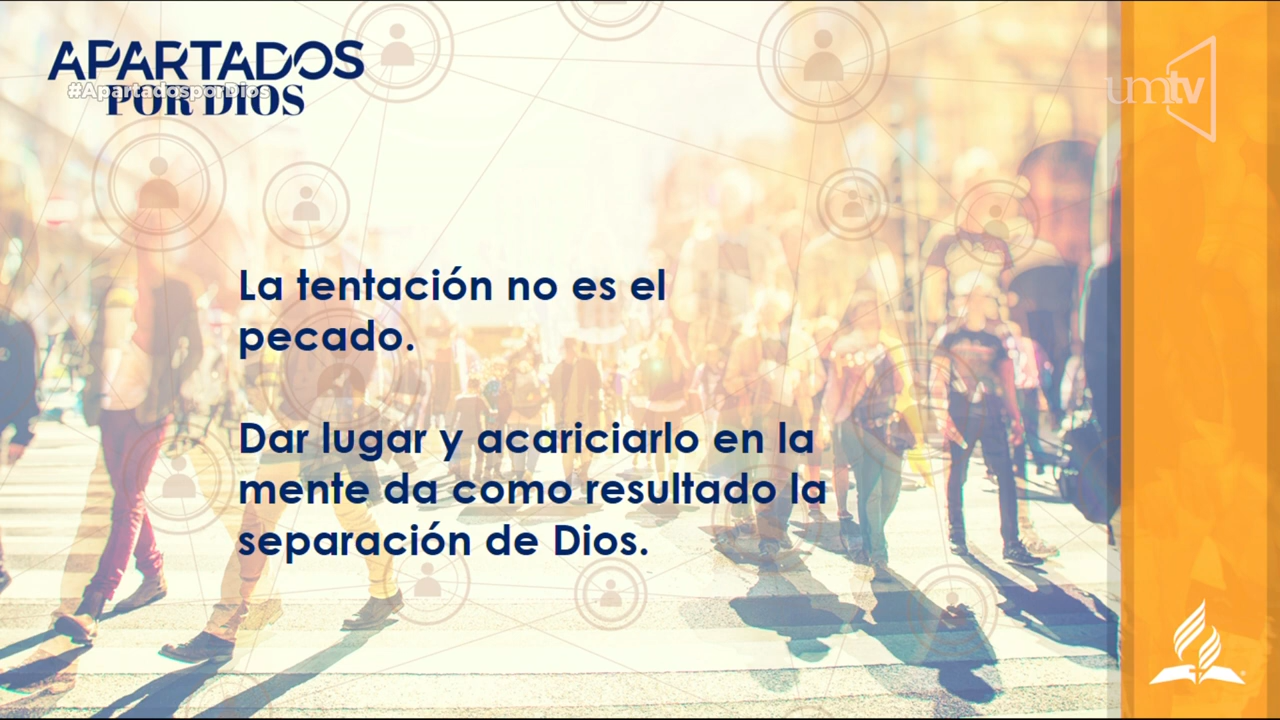 APARTADOS
#ApartadosporDios
POR DIOS
umtv
La tentación no es el
pecado.
Dar lugar y acariciarlo en la
mente da como resultado la
separación de Dios.